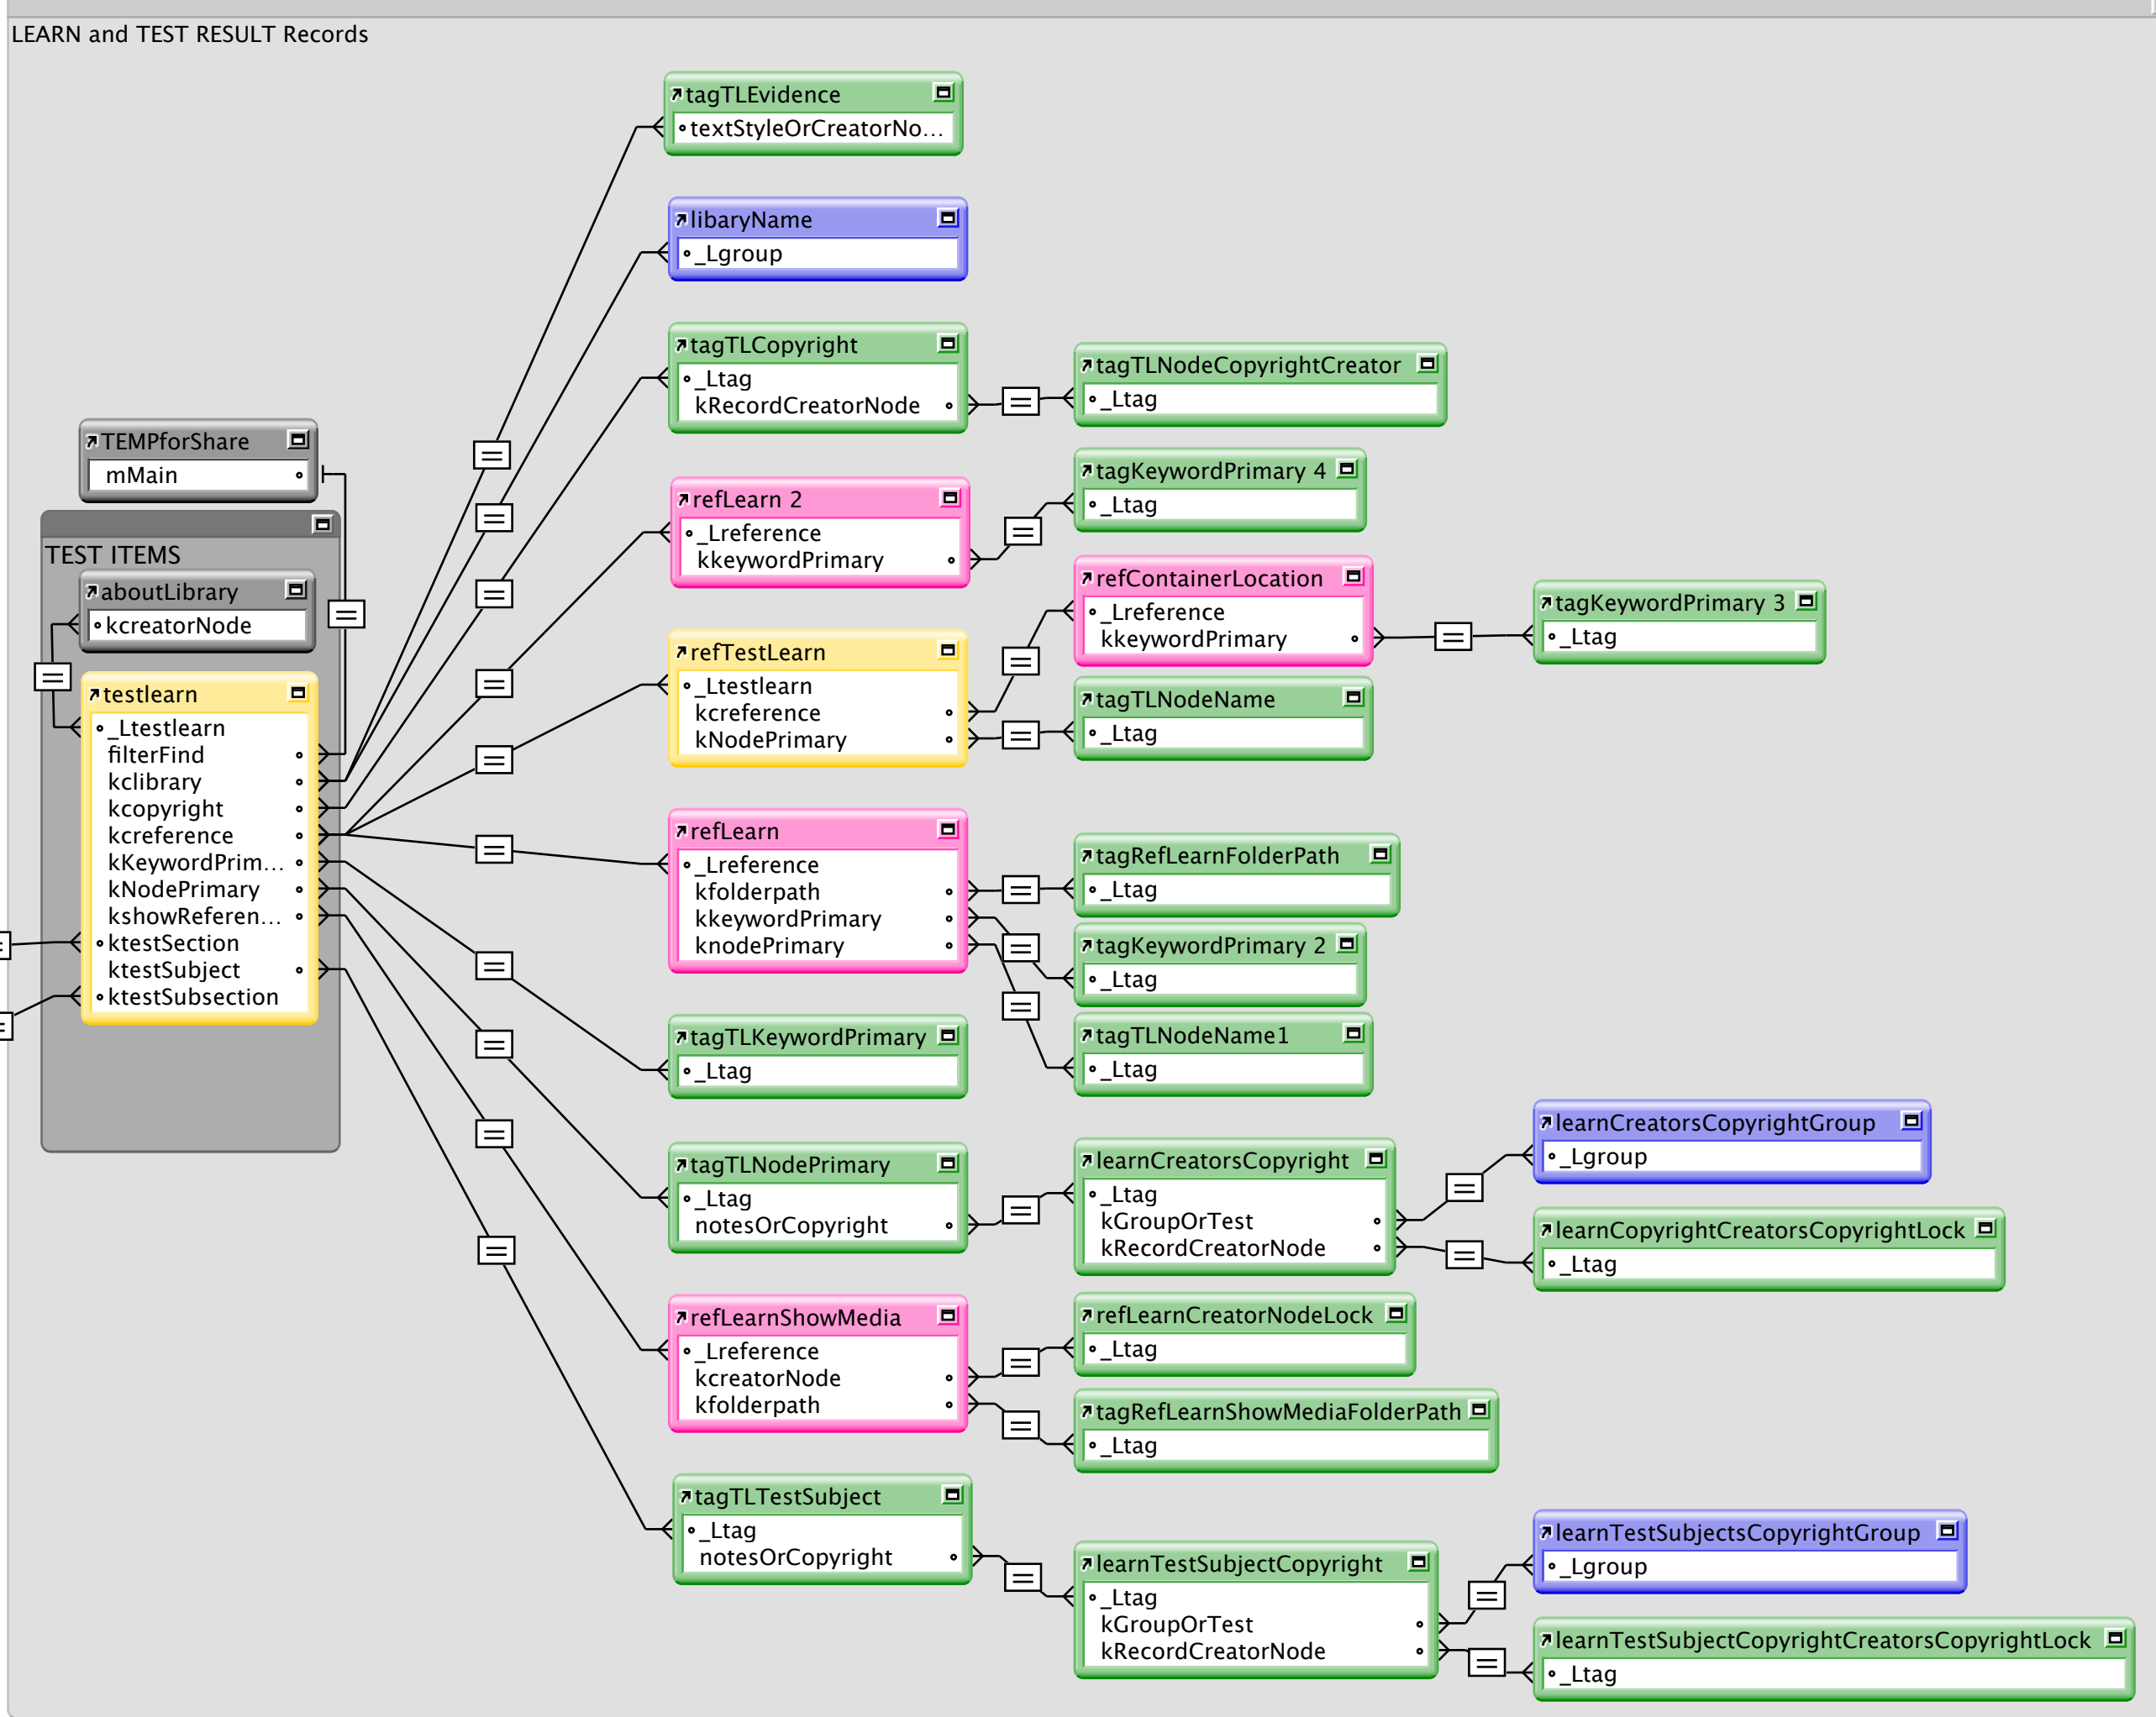 LEARN and TEST RESULT Records
tagTLEvidence
textStyleOrCreatorNo...
libaryName
_Lgroup
tagTLCopyright
_Ltag
kRecordCreatorNode
tagTLNodeCopyrightCreator
_Ltag
TEMPforShare
mMain
refLearn 2
_Lreference
kkeywordPrimary
tagKeywordPrimary 4
_Ltag
TEST ITEMS
aboutLibrary
kcreatorNode
refContainerLocation
_Lreference
kkeywordPrimary
tagKeywordPrimary 3
_Ltag
refTestLearn
_Ltestlearn
kcreference
kNodePrimary
tagTLNodeName
_Ltag
testlearn
_Ltestlearn
filterFind
kclibrary
kcopyright
kcreference
kKeywordPrim...
kNodePrimary
kshowReferen...
ktestSection
ktestSubject
ktestSubsection
refLearn
_Lreference
kfolderpath
kkeywordPrimary
knodePrimary
tagRefLearnFolderPath
_Ltag
tagKeywordPrimary 2
_Ltag
tagTLNodeName1
_Ltag
tagTLKeywordPrimary
_Ltag
tagTLNodePrimary
_Ltag
notesOrCopyright
learnCreatorsCopyright
_Ltag
kGroupOrTest
kRecordCreatorNode
learnCreatorsCopyrightGroup
_Lgroup
learnCopyrightCreatorsCopyrightLock
_Ltag
refLearnShowMedia
_Lreference
kcreatorNode
kfolderpath
refLearnCreatorNodeLock
_Ltag
tagRefLearnShowMediaFolderPath
_Ltag
tagTLTestSubject
_Ltag
notesOrCopyright
learnTestSubjectCopyright
_Ltag
kGroupOrTest
kRecordCreatorNode
learnTestSubjectsCopyrightGroup
_Lgroup
learnTestSubjectCopyrightCreatorsCopyrightLock
_Ltag